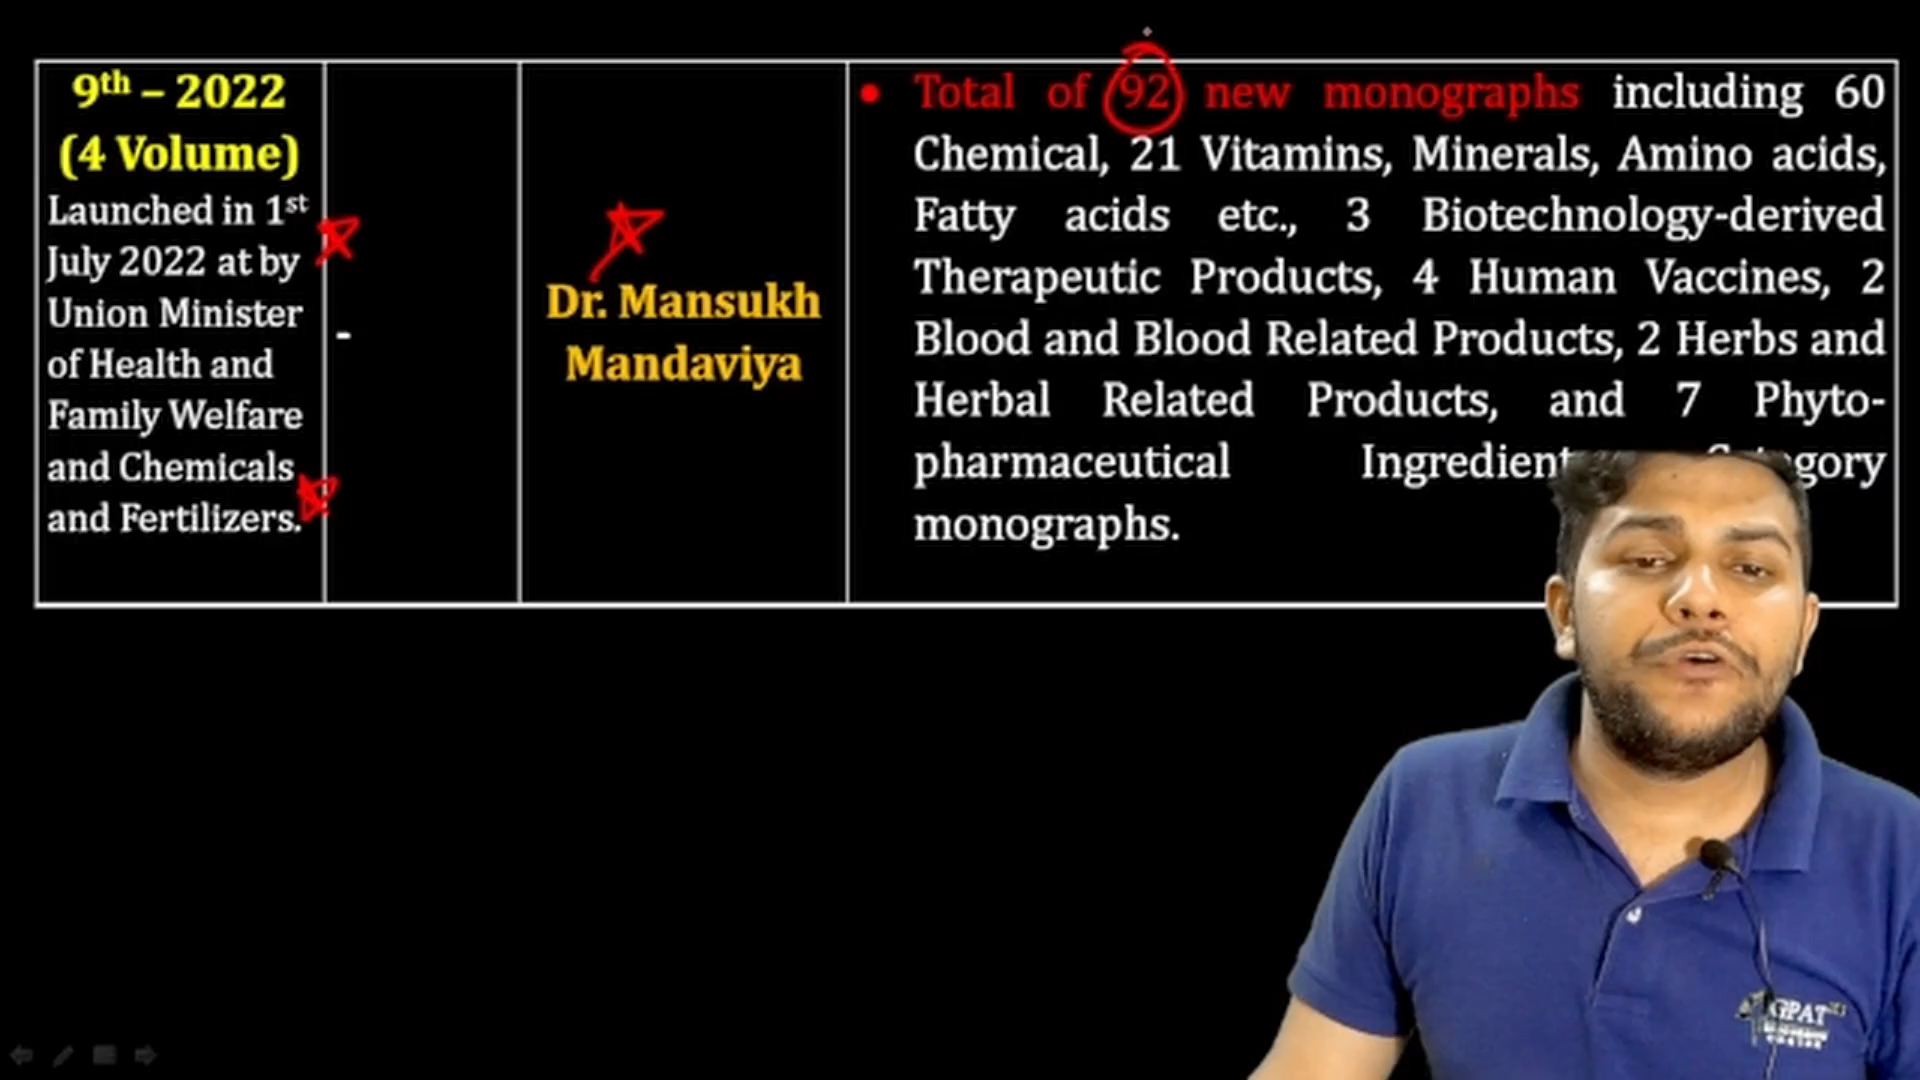 9th – 2022
(4 Volume)
Launched in 1st
July 2022 at by
Union Minister
of Health and
Family Welfare
and Chemicals
and Fertilizers.
-
Dr. Mansukh
Mandaviya
• Total of 92 new monographs including 60
Chemical, 21 Vitamins, Minerals, Amino acids,
Fatty acids etc., 3 Biotechnology-derived
Therapeutic Products, 4 Human Vaccines, 2
Blood and Blood Related Products, 2 Herbs and
Herbal Related Products, and 7 Phyto-
pharmaceutical
monographs.
GPAT